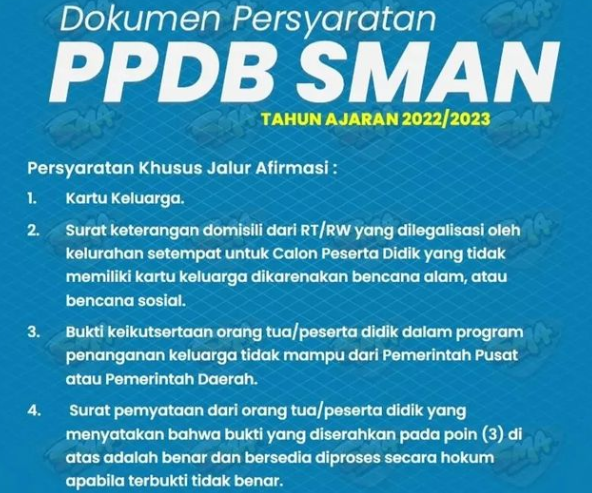 Dokumen Persyaratan
PPDB SMAN
TAHUN AJARAN 2022/2023
Persyaratan Khusus Jalur Afirmasi :
1. Kartu Keluarga.
2. Surat keterangan domisili dari RT/RW yang dilegalisasi oleh
kelurahan setempat untuk Calon Peserta Didik yang tidak
memiliki kartu keluarga dikarenakan bencana alam, atau
bencana sosial.
3. Bukti keikutsertaan orang tua/peserta didik dalam program
penanganan keluarga tidak mampu dari Pemerintah Pusat
atau Pemerintah Daerah.
4. Surat pemyataan dari orang tua/peserta didik yang
menyatakan bahwa bukti yang diserahkan pada poin (3) di
atas adalah benar dan bersedia diproses secara hukum
apabila terbukti tidak benar.